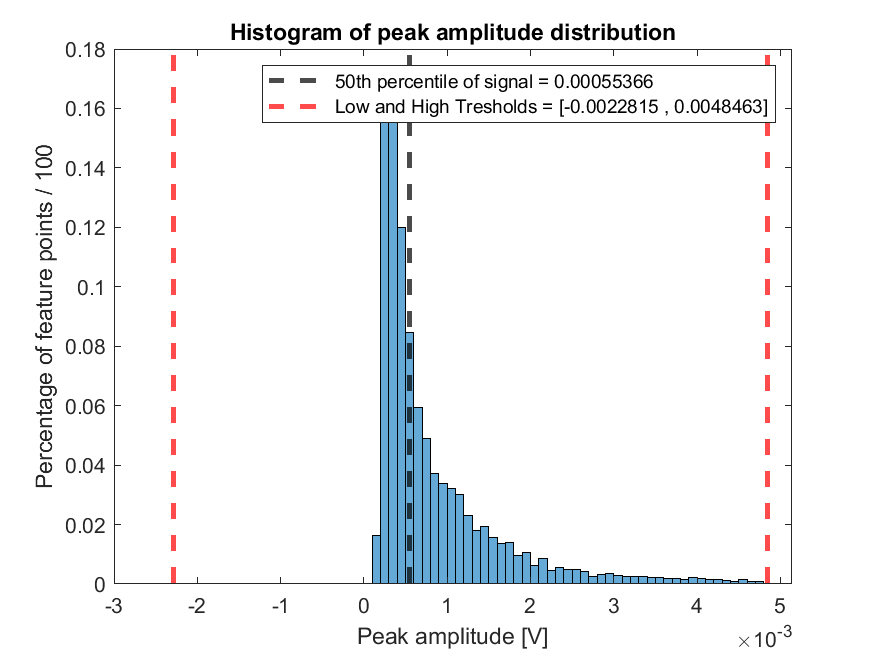 Histogram of peak amplitude distribution
0.18
0.16
0.14
0.12
0.1
0.08
0.06
0.04
0.02
0
Percentage of feature points / 100
50th percentile of signal = 0.00055366
Low and High Tresholds = [-0.0022815 , 0.0048463]
-3 -2 -1 0 1 2 3 4 5
Peak amplitude [V]
×10-3